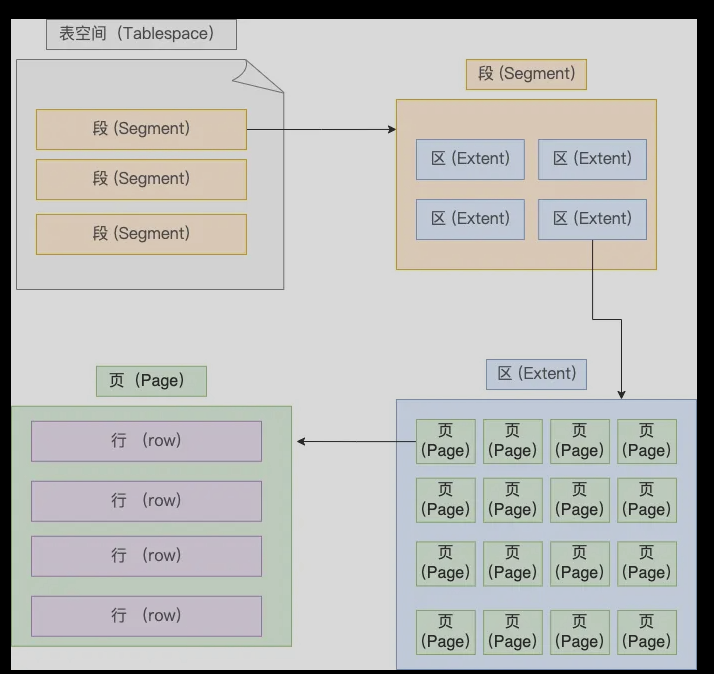 表空间（Tablespace）
段 (Segment)
段 (Segment)
段 (Segment)
段 (Segment)
区 (Extent)
区 (Extent)
区 (Extent)
区 (Extent)
区 (Extent)
页
(Page)
页
(Page)
页
(Page)
页
(Page)
页
(Page)
页
(Page)
页
(Page)
页
(Page)
页
(Page)
页
(Page)
页
(Page)
页
(Page)
页
(Page)
页
(Page)
页
(Page)
页
(Page)
页（Page）
行 （row）
行 （row）
行 （row）
行 （row）